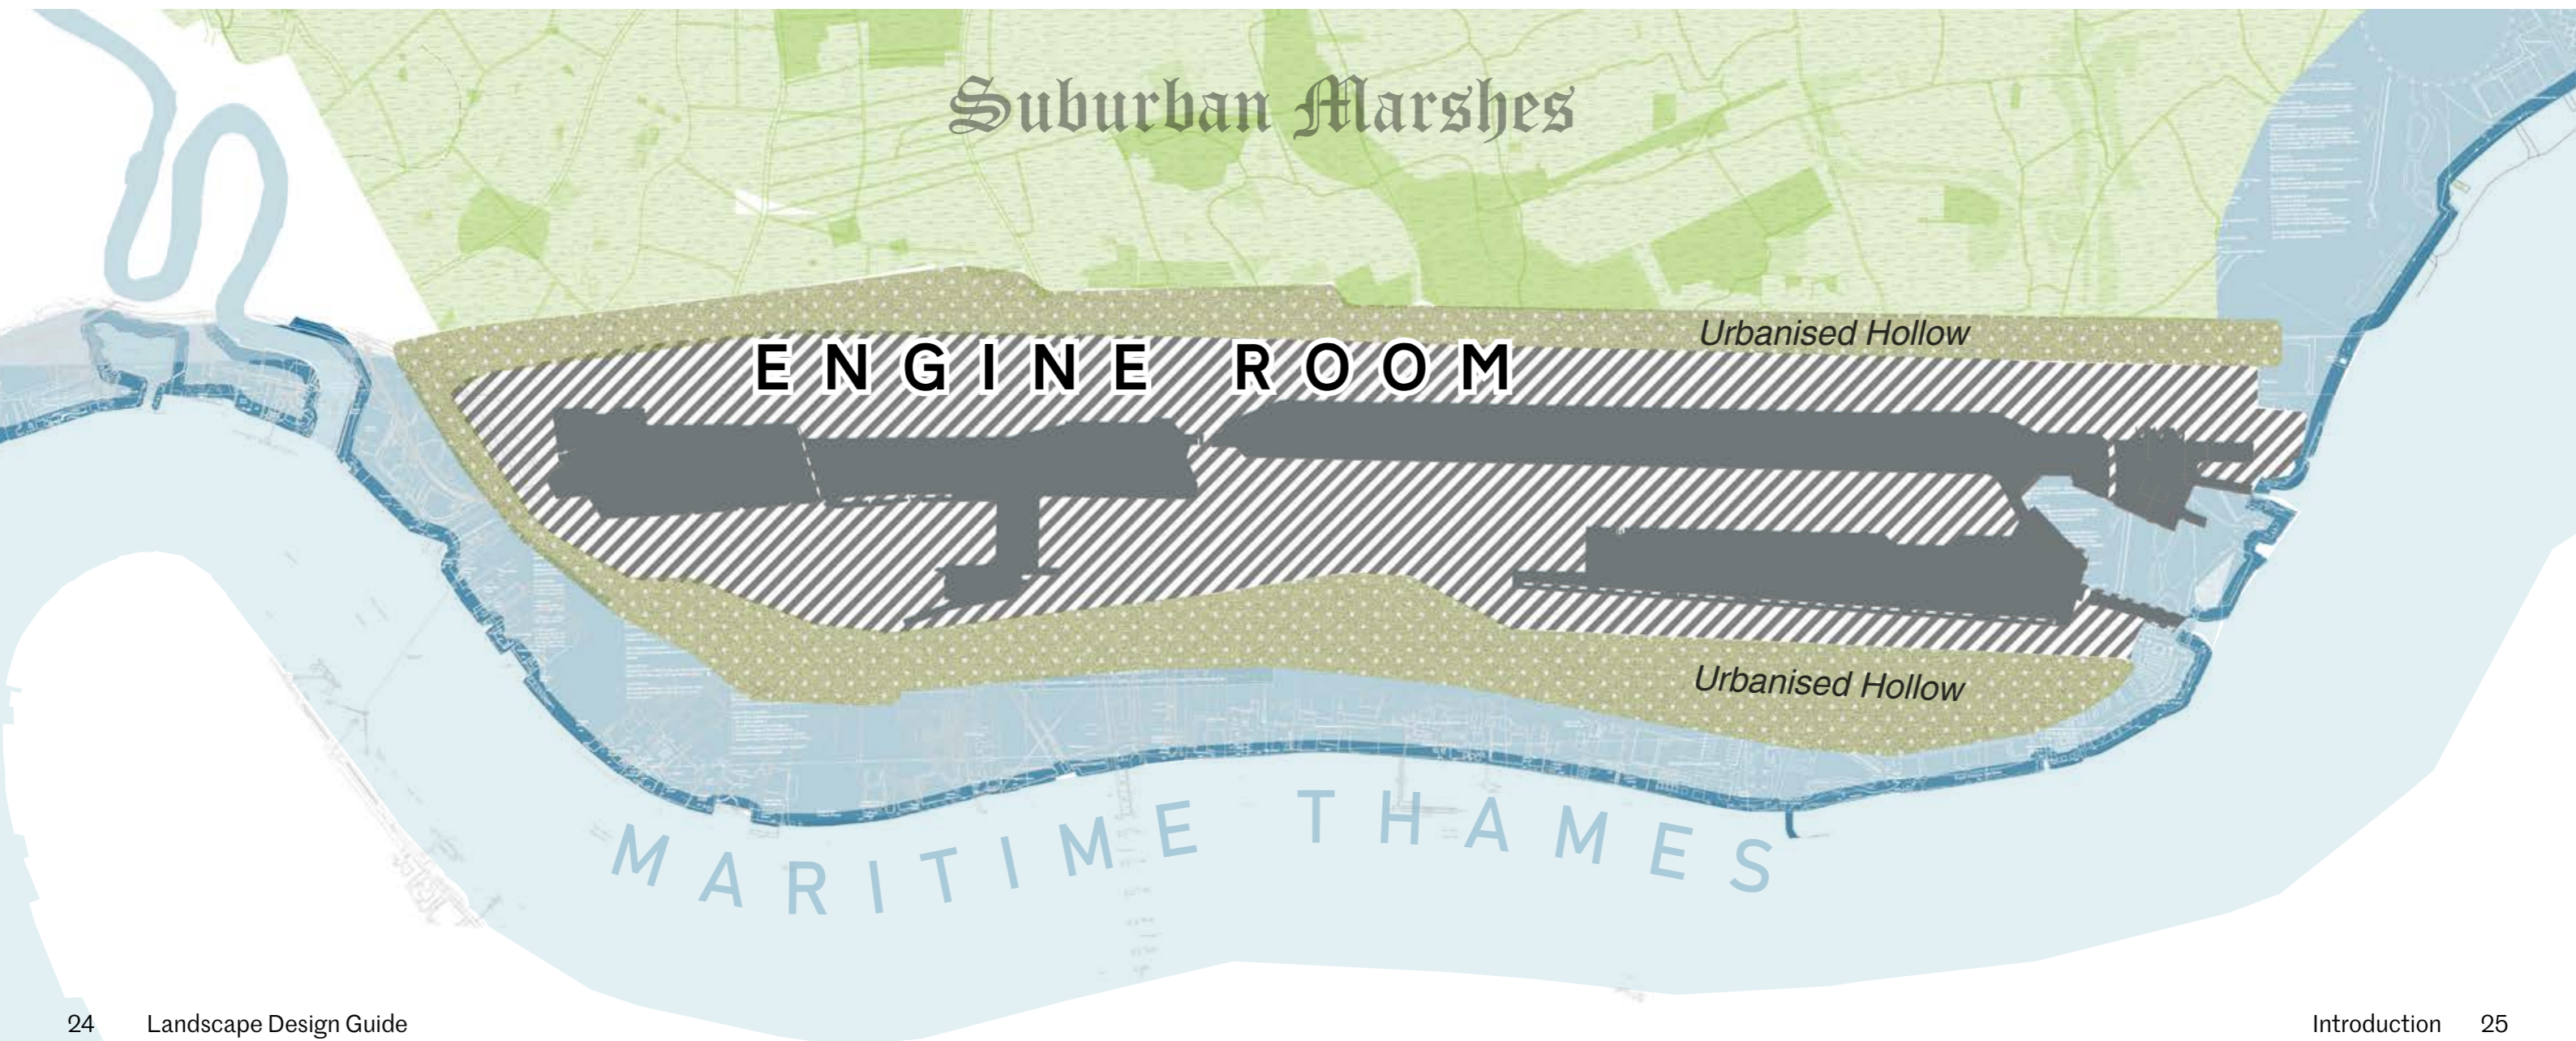 Suburban Marshes
Urbanised Hollow
ENGINE ROOM
Urbanised Hollow
MARITIME THAMES
24 Landscape Design Guide
Introduction 25